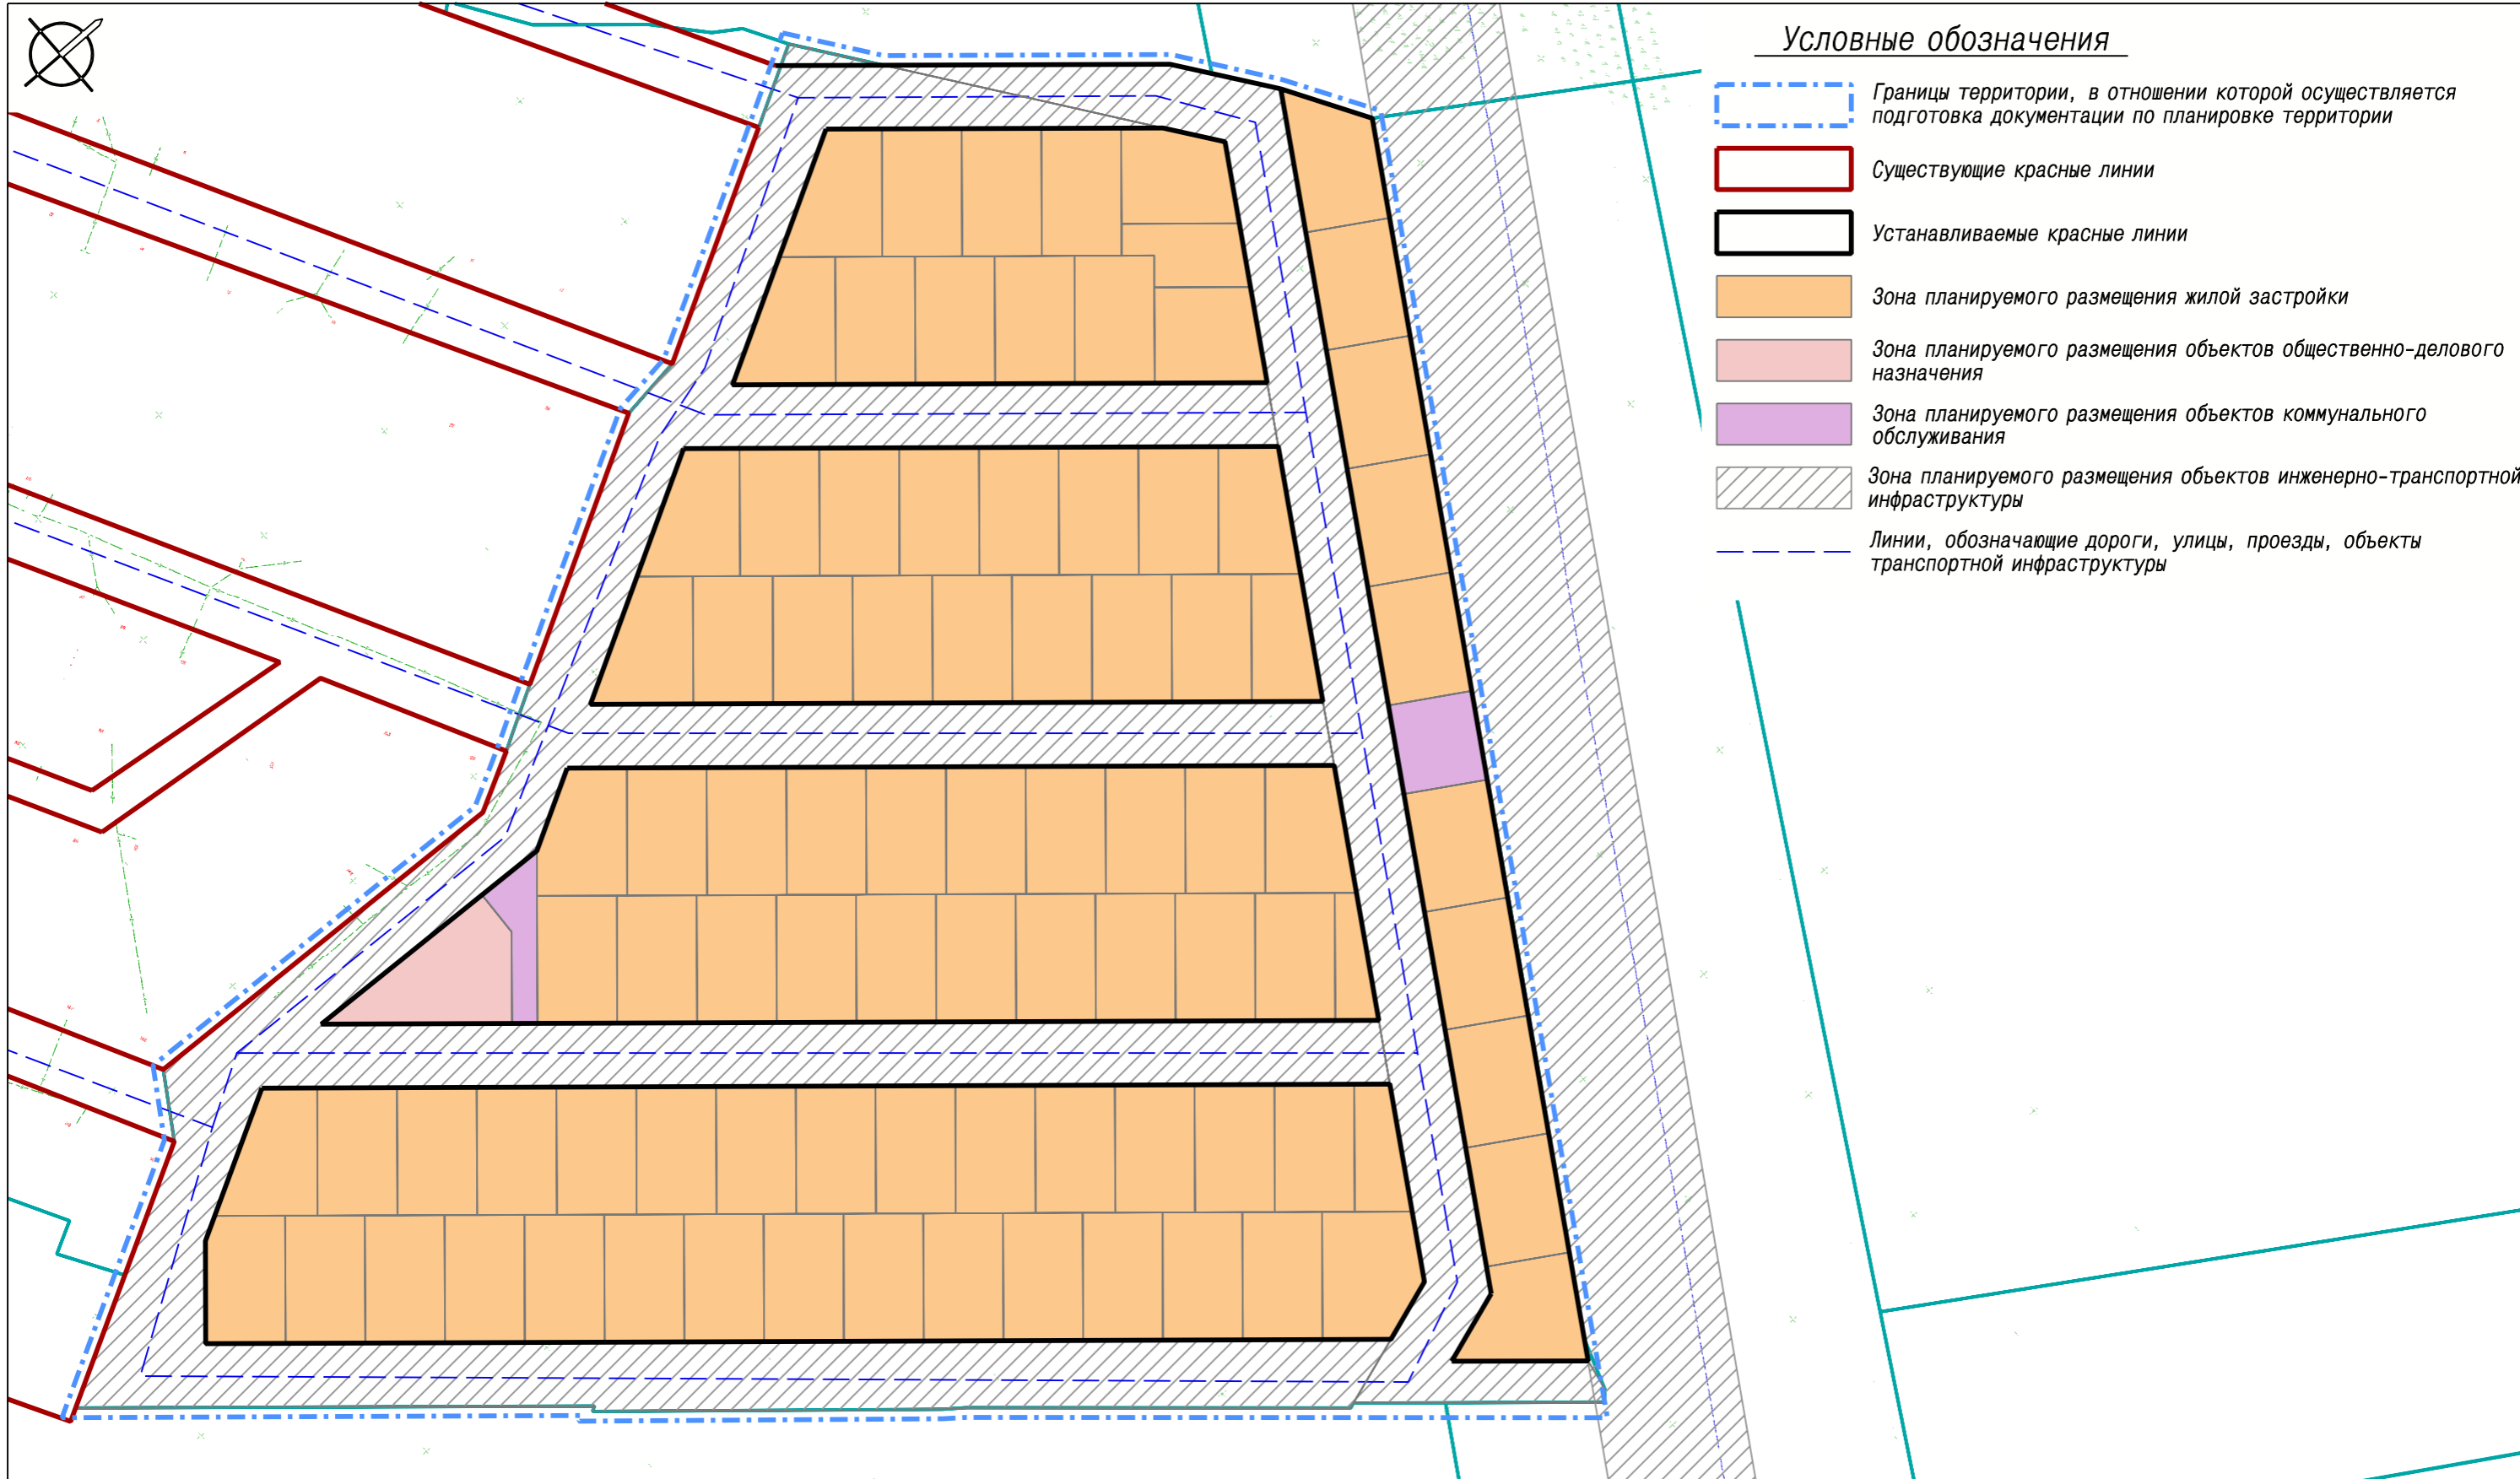 Условные обозначения
Границы территории, в отношении которой осуществляется
подготовка документации по планировке территории
Существующие красные линии
Устанавливаемые красные линии
Зона планируемого размещения жилой застройки
Зона планируемого размещения объектов общественно-делового
назначения
Зона планируемого размещения объектов коммунального
обслуживания
Зона планируемого размещения объектов инженерно-транспортной
инфраструктуры
Линии, обозначающие дороги, улицы, проезды, объекты
транспортной инфраструктуры